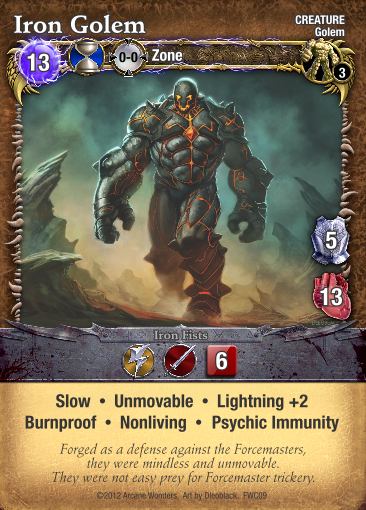 Iron Golem
CREATURE
Golem
13
0-0
Zone
3
5
13
Iron Fists
6
Slow • Unmovable • Lightning +2
Burnproof • Nonliving • Psychic Immunity
Forged as a defense against the Forcemasters,
they were mindless and unmovable.
They were not easy prey for Forcemaster trickery.
©2012 Arcane Wonders. Art by Dleoblack. FWC09